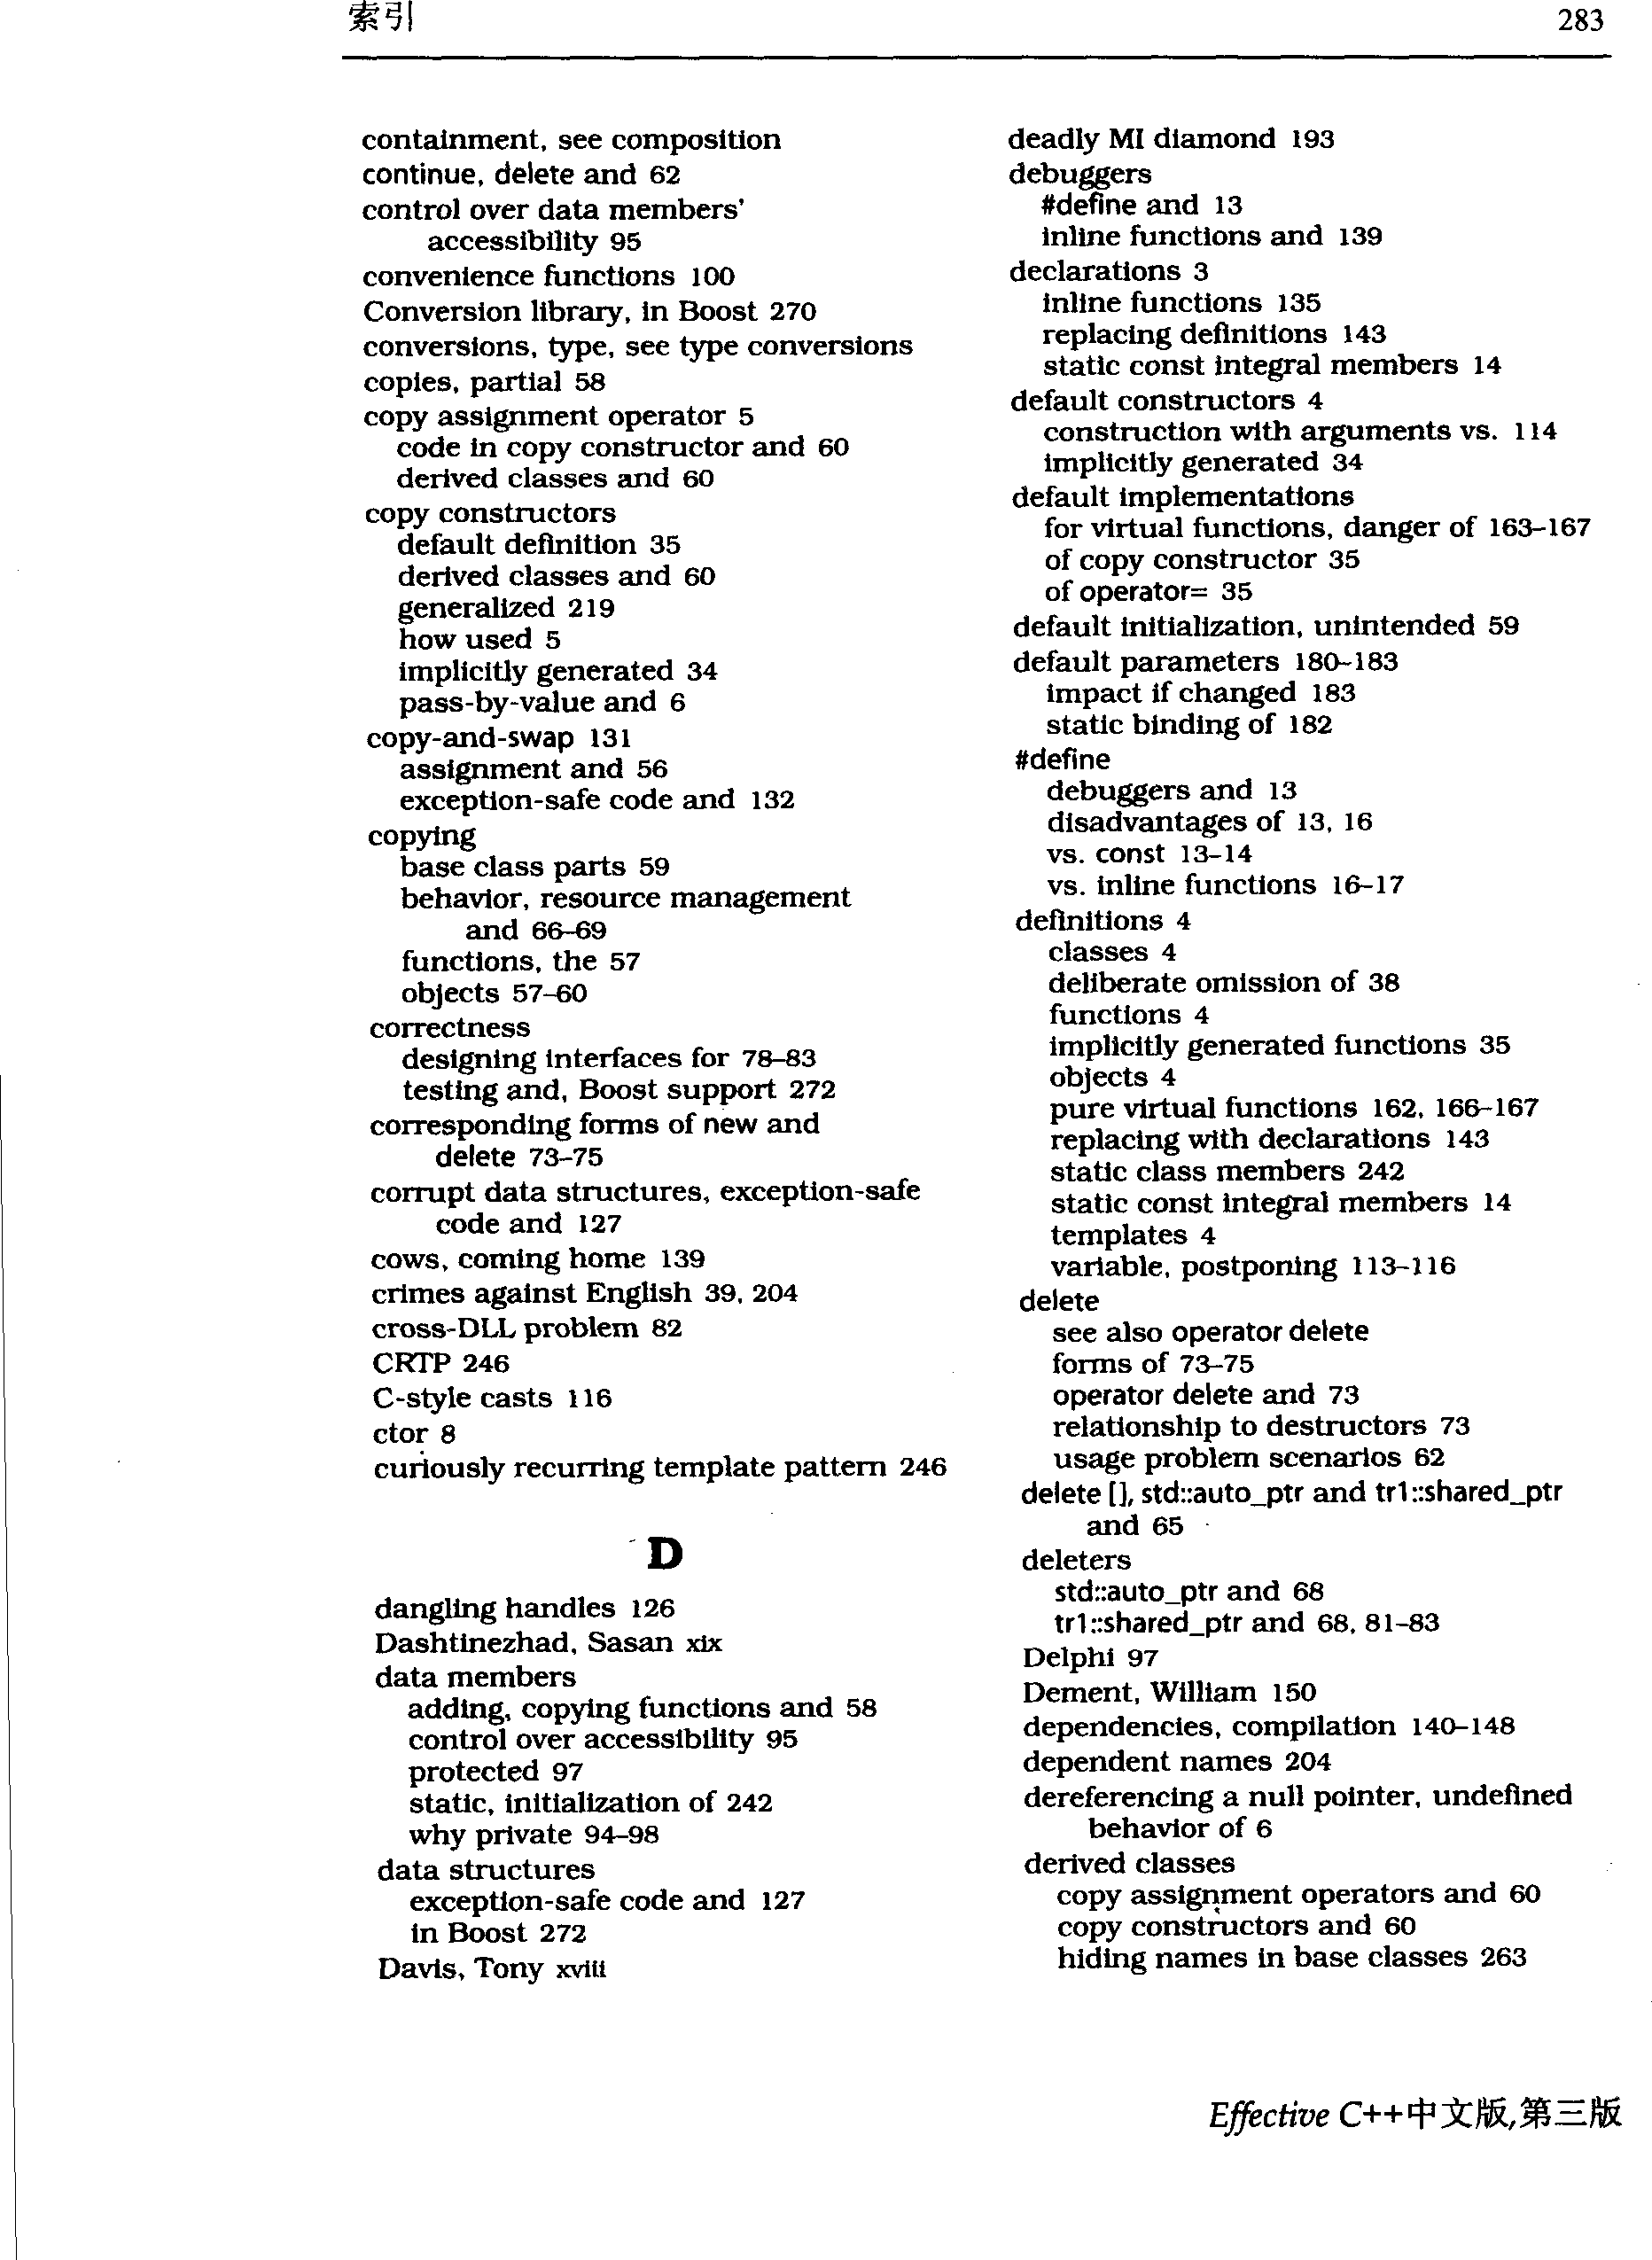 索引 283
containment, see composition
continue, delete and 62
control over data members'
accessibility 95
convenience functions 100
Conversion library, in Boost 270
conversions, type, see type conversions
copies, partial 58
copy assignment operator 5
code in copy constructor and 60
derived classes and 60
copy constructors
default definition 35
derived classes and 60
generalized 219
how used 5
implicitly generated 34
pass-by-value and 6
copy-and-swap 131
assignment and 56
exception-safe code and 132
copying
base class parts 59
behavior, resource management
and 66–69
functions, the 57
objects 57–60
correctness
designing interfaces for 78–83
testing and, Boost support 272
corresponding forms of new and
delete 73–75
corrupt data structures, exception-safe
code and 127
cows, coming home 139
crimes against English 39, 204
cross-DLL problem 82
CRTP 246
C-style casts 116
ctor 8
curiously recurring template pattern 246
D
dangling handles 126
Dashtinezhad, Sasan xix
data members
adding, copying functions and 58
control over accessibility 95
protected 97
static, initialization of 242
why private 94–98
data structures
exception-safe code and 127
in Boost 272
Davis, Tony xviii
deadly MI diamond 193
debuggers
#define and 13
inline functions and 139
declarations 3
inline functions 135
replacing definitions 143
static const integral members 14
default constructors 4
construction with arguments vs. 114
implicitly generated 34
default implementations
for virtual functions, danger of 163–167
of copy constructor 35
of operator= 35
default initialization, unintended 59
default parameters 180–183
impact if changed 183
static binding of 182
#define
debuggers and 13
disadvantages of 13, 16
vs. const 13–14
vs. inline functions 16–17
definitions 4
classes 4
deliberate omission of 38
functions 4
implicitly generated functions 35
objects 4
pure virtual functions 162, 166–167
replacing with declarations 143
static class members 242
static const integral members 14
templates 4
variable, postponing 113–116
delete
see also operator delete
forms of 73–75
operator delete and 73
relationship to destructors 73
usage problem scenarios 62
delete [], std::auto_ptr and tr1::shared_ptr
and 65
deleters
std::auto_ptr and 68
tr1::shared_ptr and 68, 81–83
Delphi 97
Dement, William 150
dependencies, compilation 140–148
dependent names 204
dereferencing a null pointer, undefined
behavior of 6
derived classes
copy assignment operators and 60
copy constructors and 60
hiding names in base classes 263
Effective C++中文版,第三版